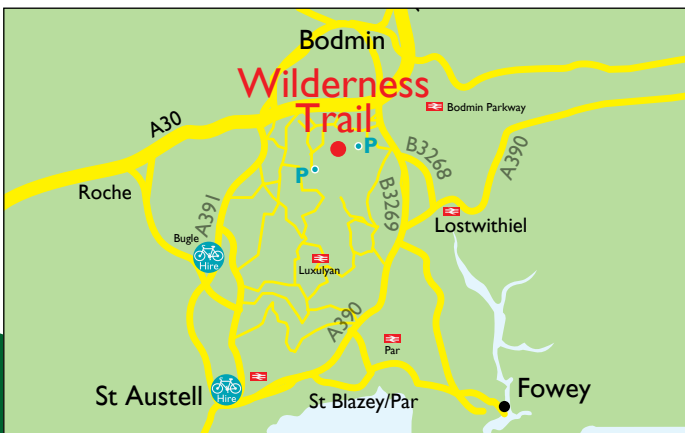 Bodmin
Wilderness
Trail
Bodmin Parkway
A30
P
P
B3268
A390
Roche
A391
B3269
Lostwithiel
Bugle
Hire
Luxulyan
A390
Par
St Austell
Hire
St Blazey/Par
Fowey